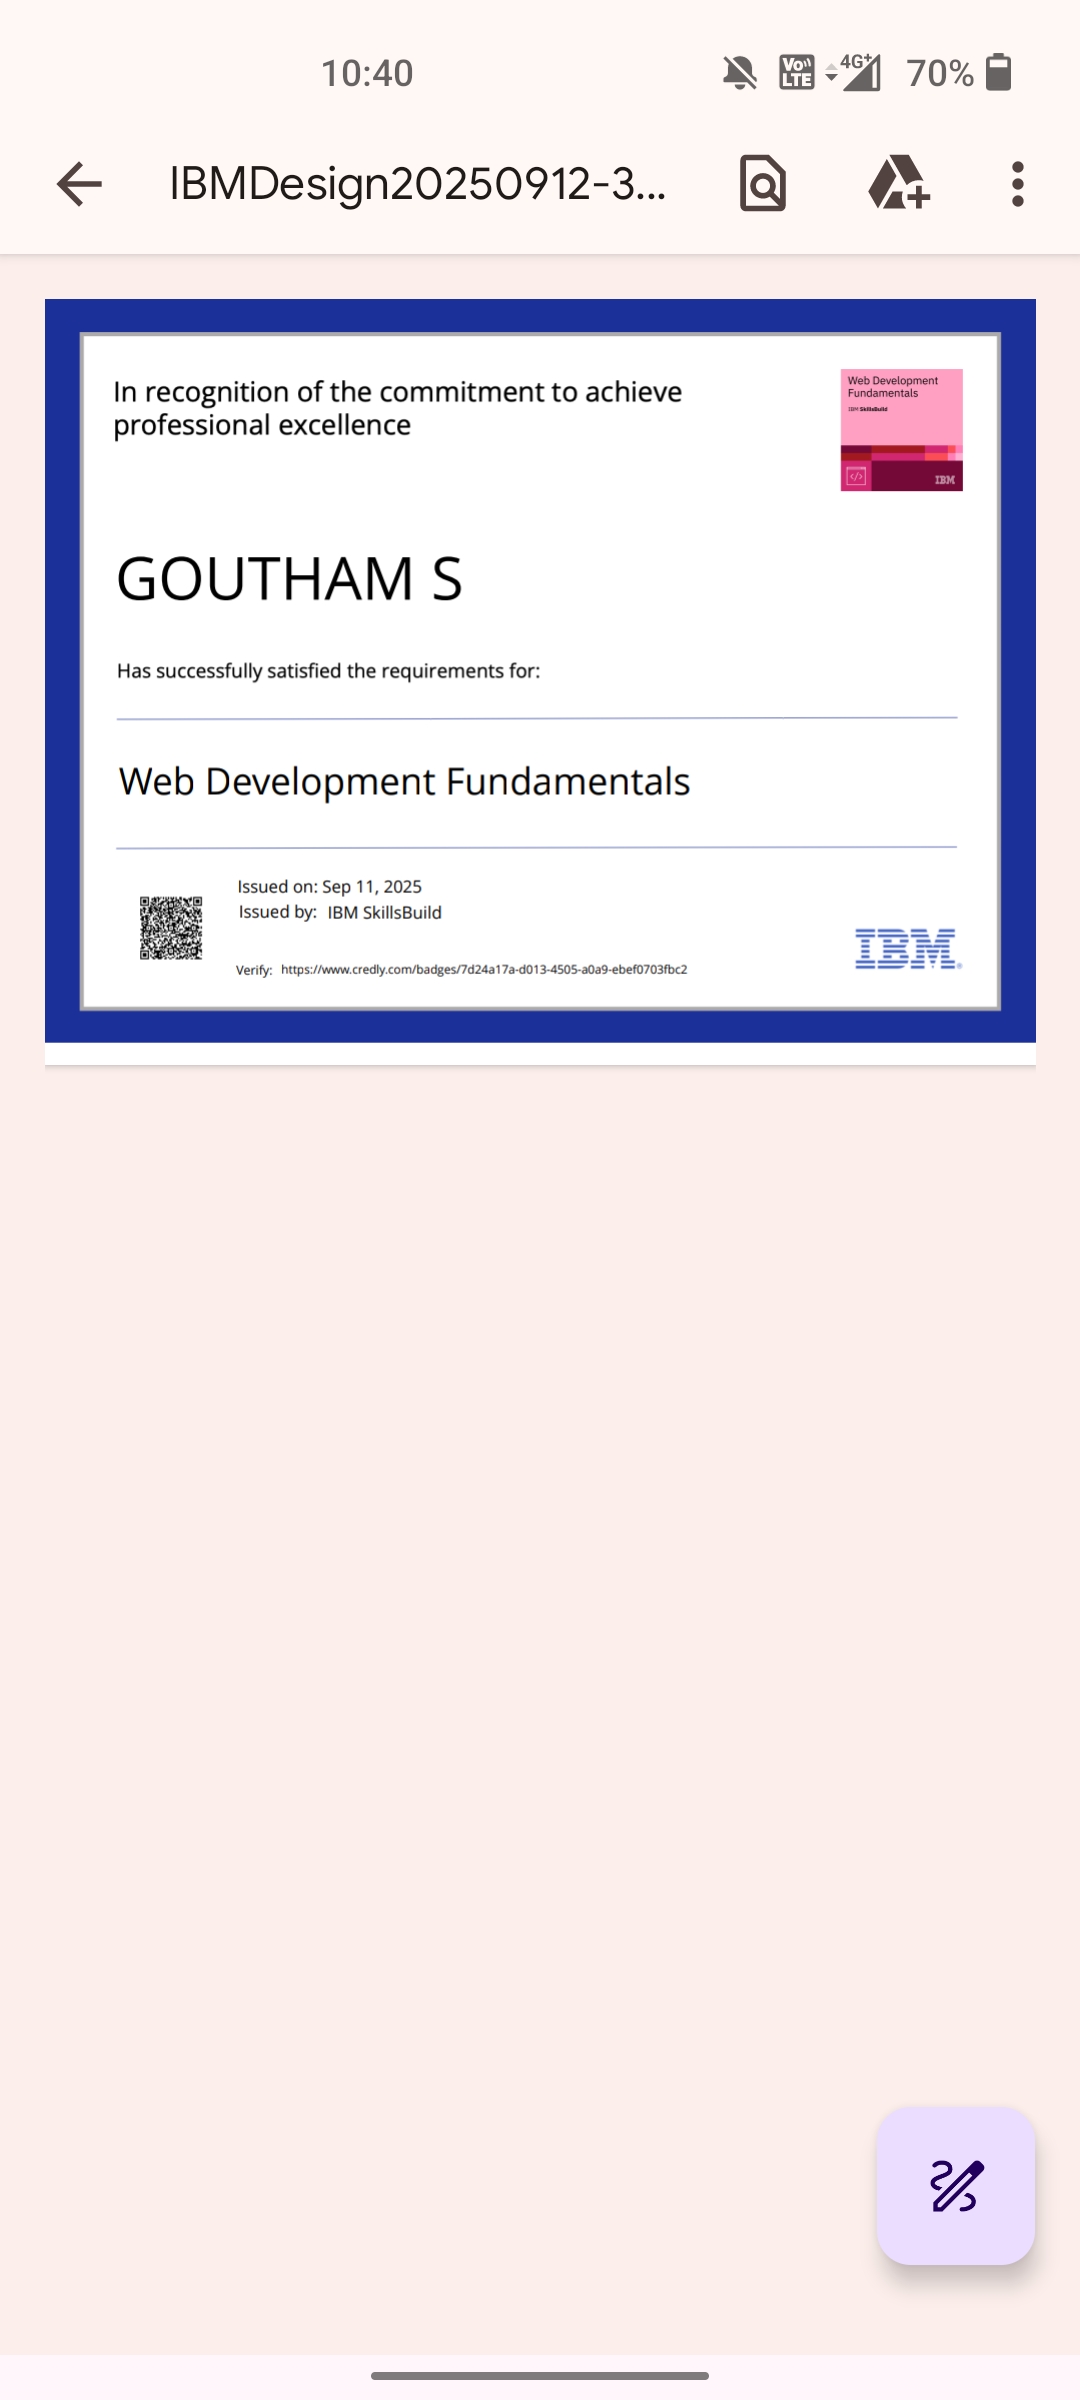 10:40
Vo
LTE
4G+
70%
IBMDesign20250912-3...
In recognition of the commitment to achieve
professional excellence
Web Development
Fundamentals
IBM SkillsBuild
</>
IBM
GOUTHAM S
Has successfully satisfied the requirements for:
Web Development Fundamentals
Issued on: Sep 11, 2025
Issued by: IBM SkillsBuild
Verify: https://www.credly.com/badges/7d24a17a-d013-4505-a0a9-ebef0703fbc2
IBM®